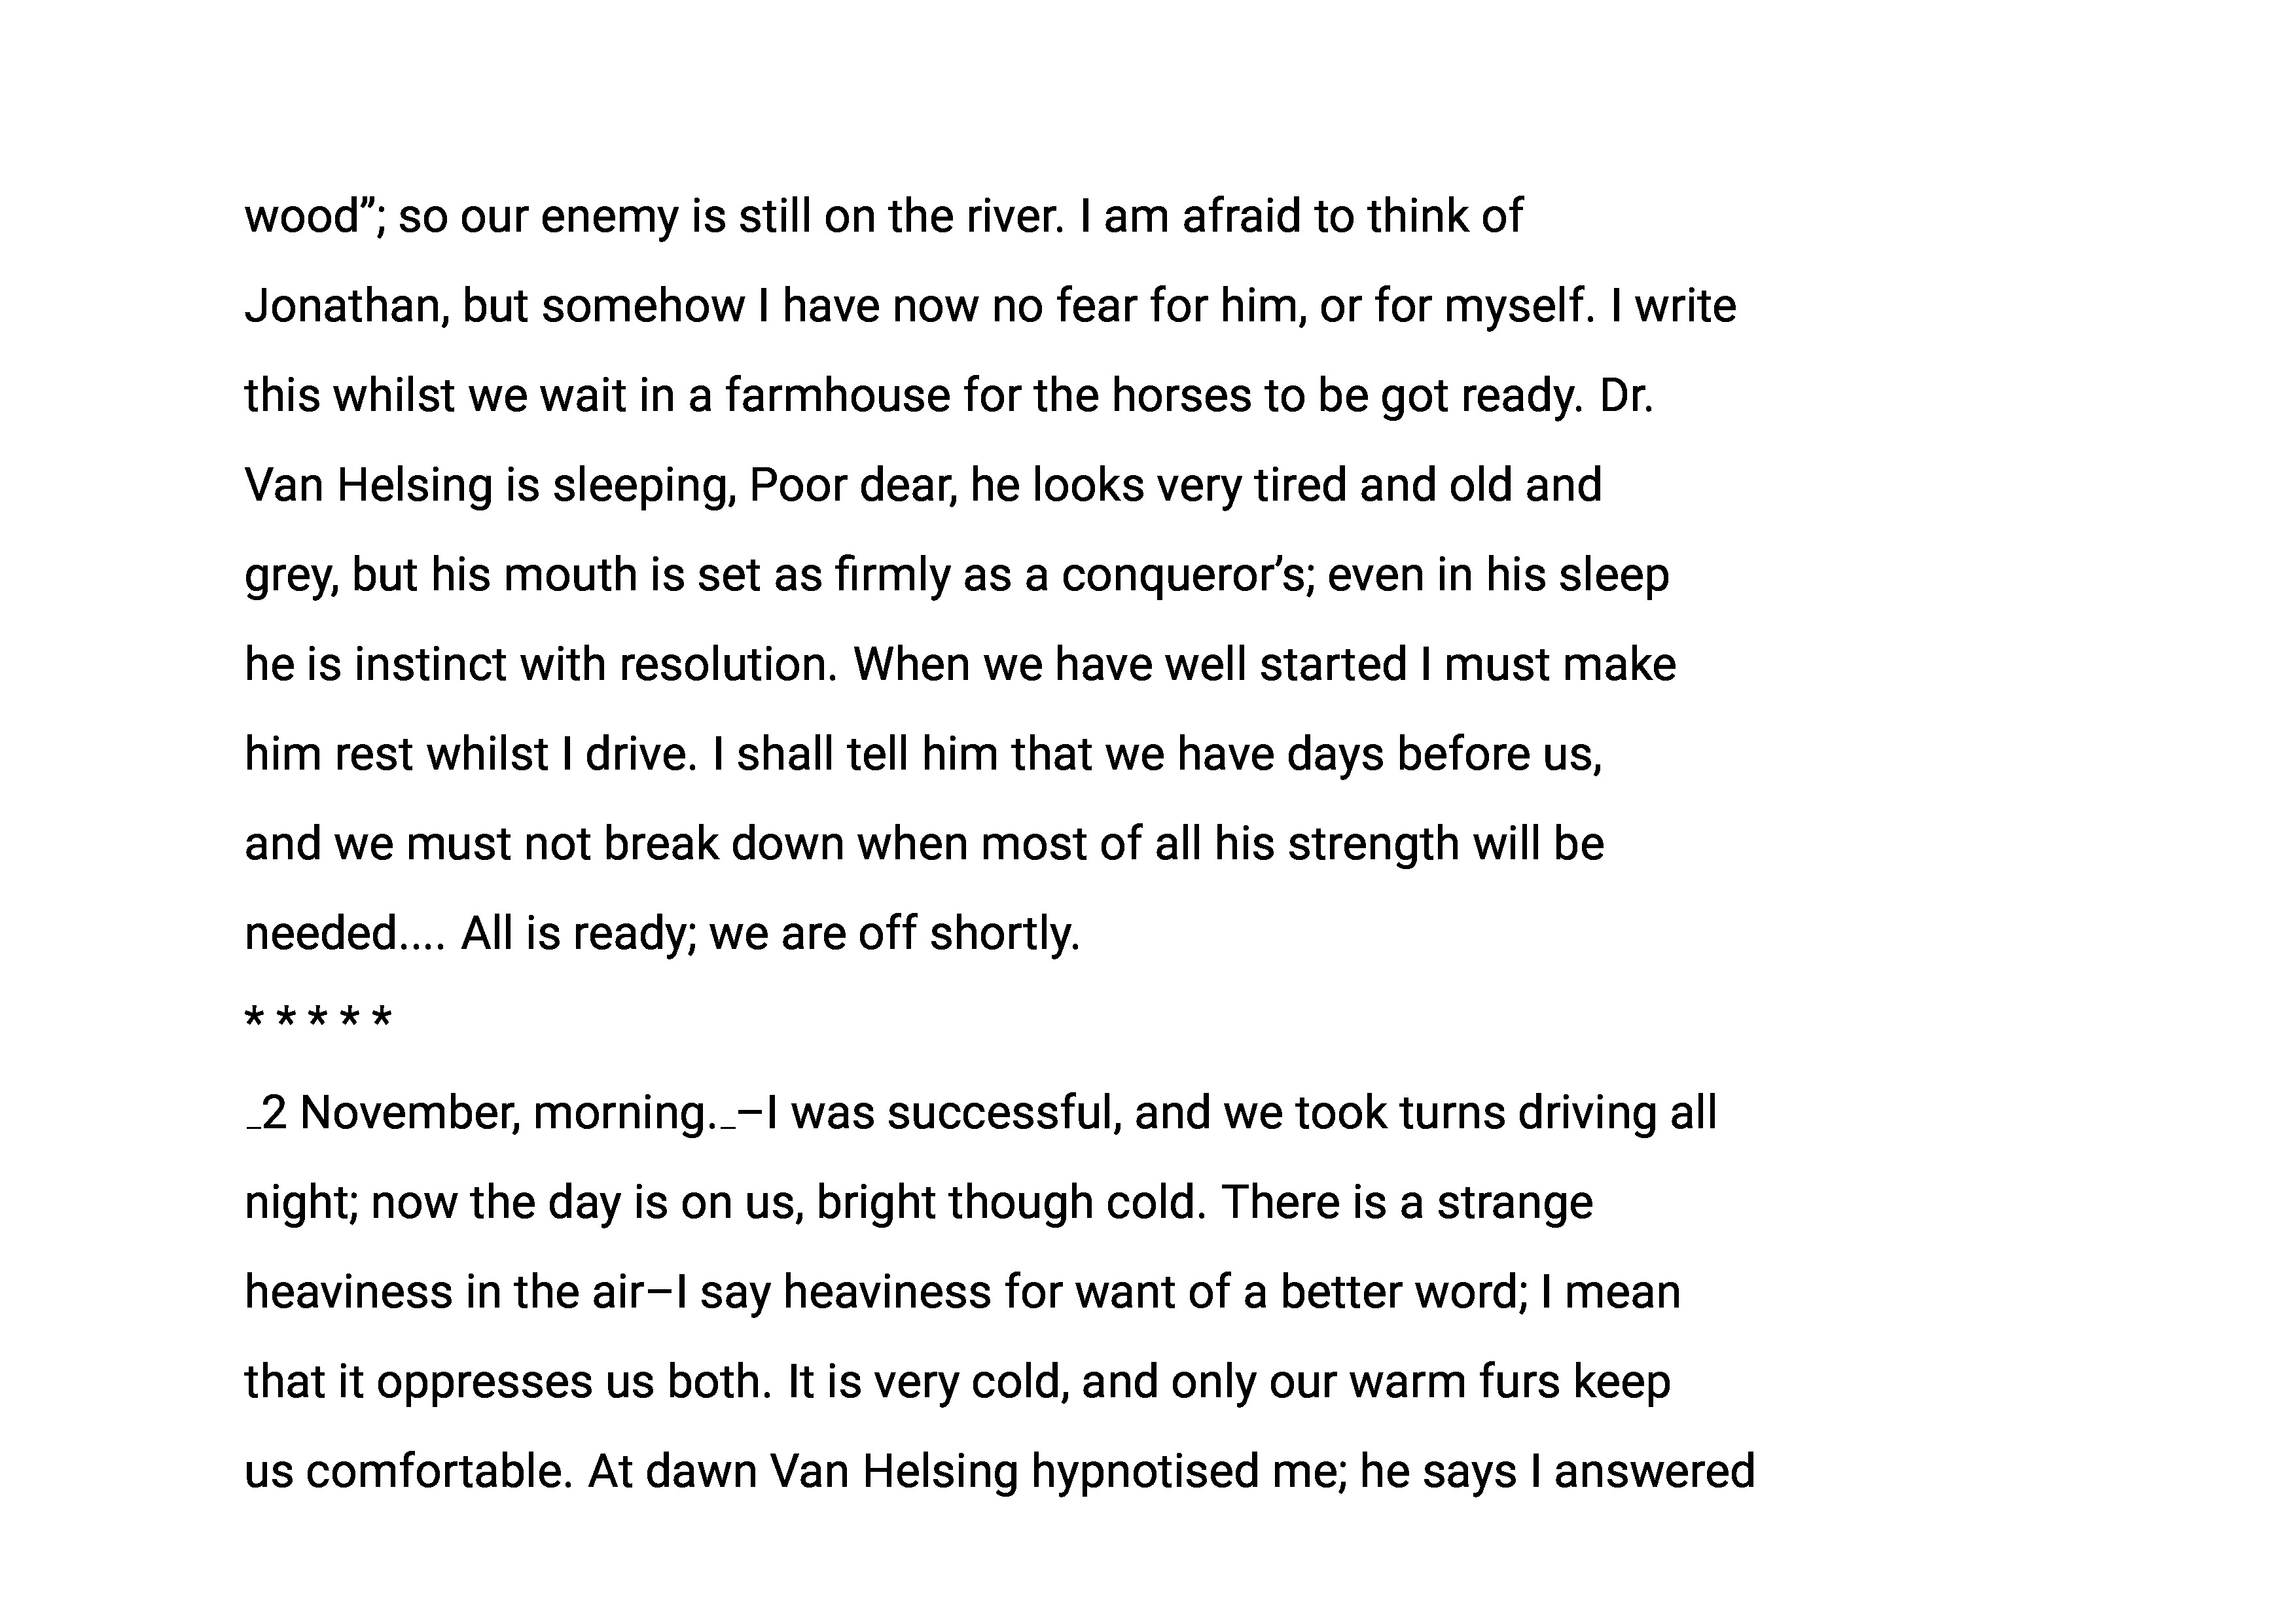 wood”; so our enemy is still on the river. I am afraid to think of
Jonathan, but somehow I have now no fear for him, or for myself. I write
this whilst we wait in a farmhouse for the horses to be got ready. Dr.
Van Helsing is sleeping, Poor dear, he looks very tired and old and
grey, but his mouth is set as firmly as a conqueror’s; even in his sleep
he is instinct with resolution. When we have well started I must make
him rest whilst I drive. I shall tell him that we have days before us,
and we must not break down when most of all his strength will be
needed.... All is ready; we are off shortly.
* * * * *
_2 November, morning._–I was successful, and we took turns driving all
night; now the day is on us, bright though cold. There is a strange
heaviness in the air–I say heaviness for want of a better word; I mean
that it oppresses us both. It is very cold, and only our warm furs keep
us comfortable. At dawn Van Helsing hypnotised me; he says I answered